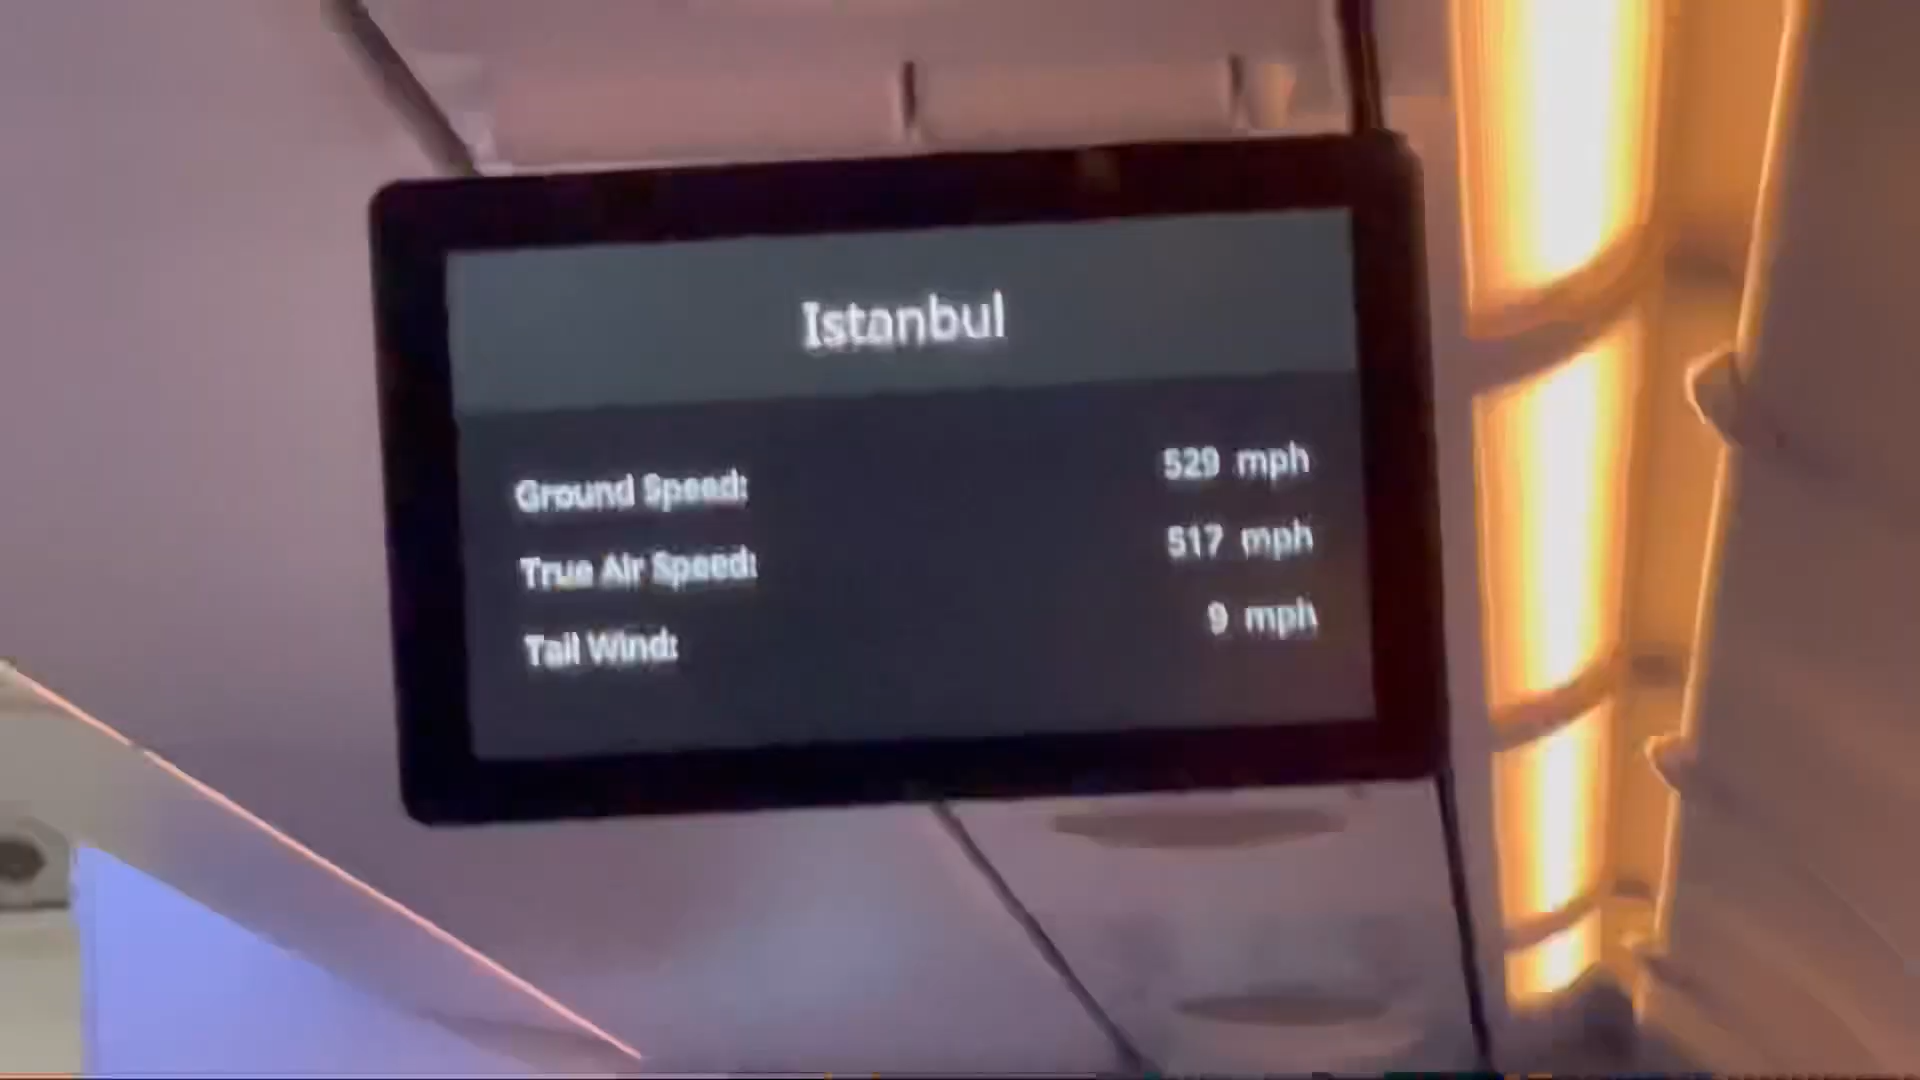 Istanbul
Ground Speed: 529 mph
True Air Speed: 517 mph
Tail Wind: 9 mph